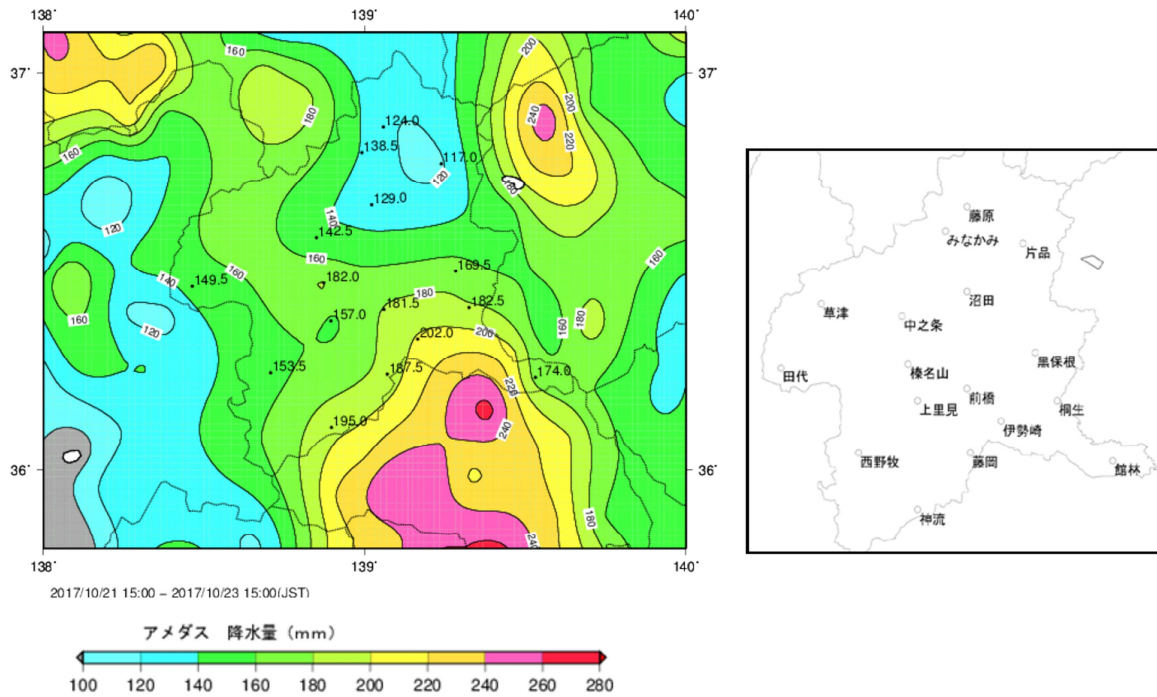 138゜
139゜
140゜
37゜
37゜
200
160
180
240
200
220
124.0
138.5
117.0
120
180
160
120
129.0
140
142.5
160
169.5
160
140
149.5
160
182.0
180
182.5
181.5
160
120
157.0
200
160
180
202.0
153.5
187.5
220
174.0
195.0
240
36゜
36゜
180
240
138゜
139゜
140゜
2017/10/21 15:00 − 2017/10/23 15:00(JST)
アメダス 降水量（mm）
100 120 140 160 180 200 220 240 260 280
藤原
みなかみ
片品
沼田
草津
中之条
黒保根
榛名山
田代
前橋
上里見
桐生
伊勢崎
西野牧
藤岡
館林
神流